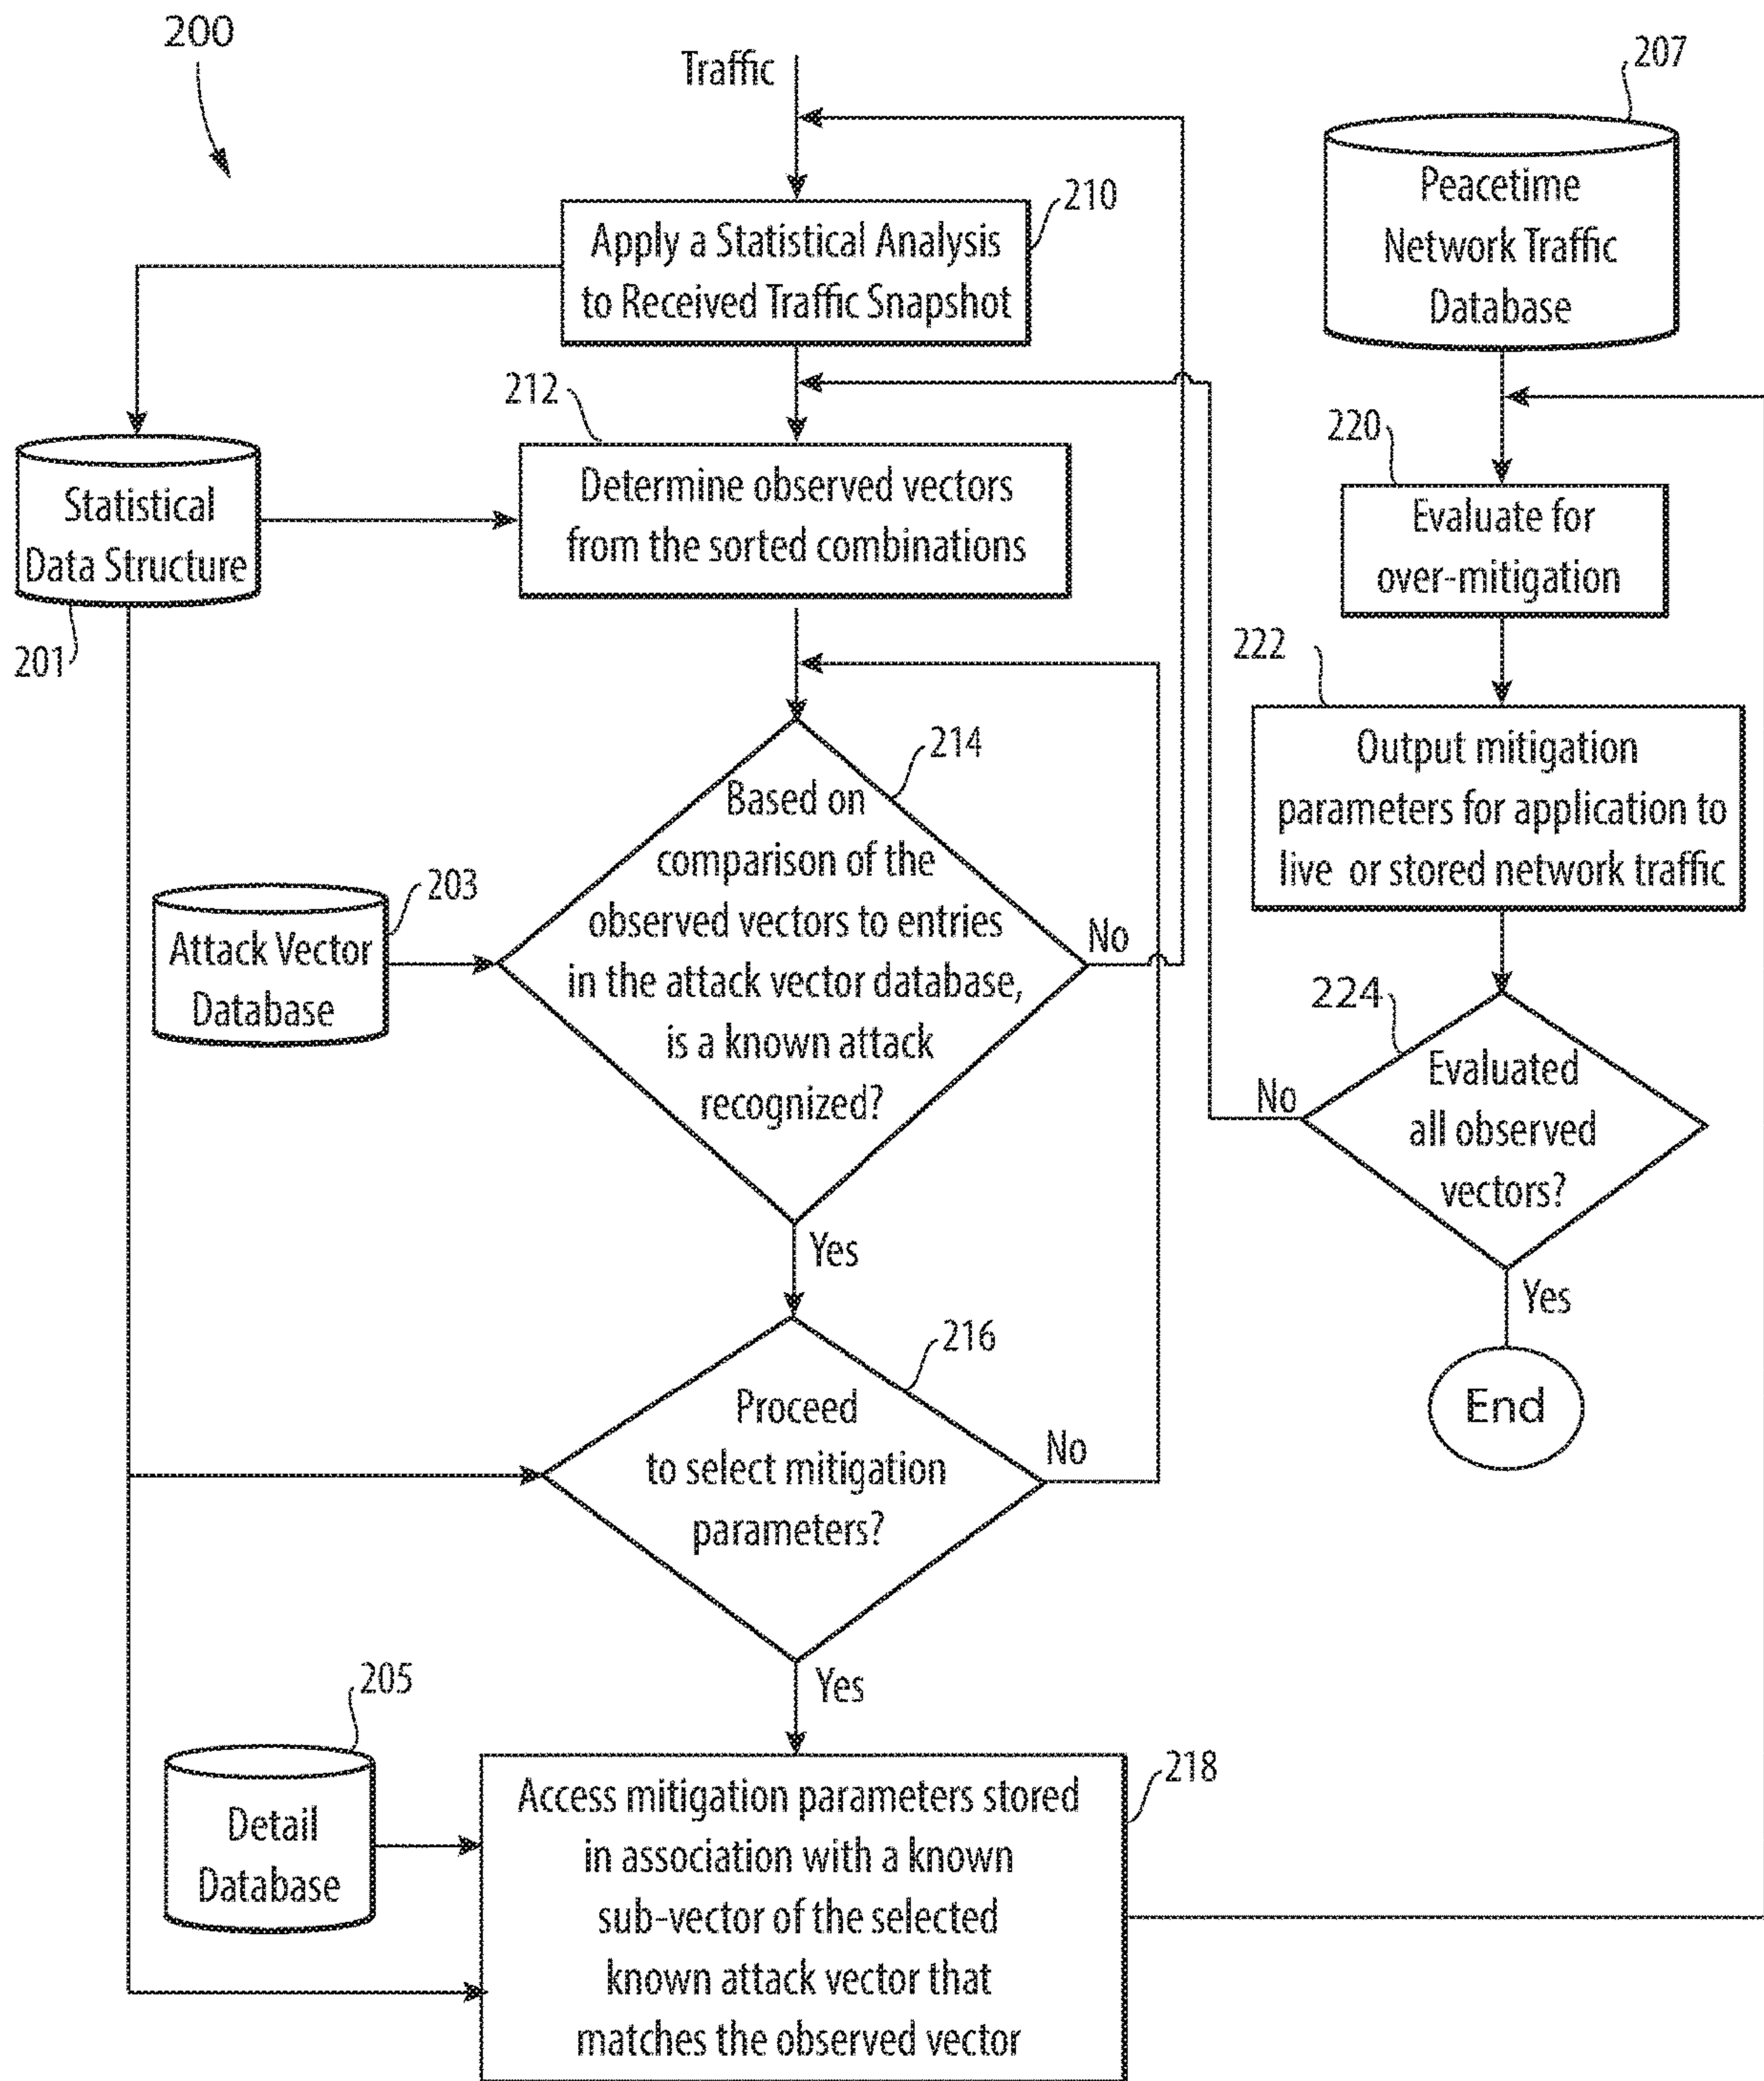 200
Traffic
207
Peacetime
Network Traffic
Database
210
Apply a Statistical Analysis
to Received Traffic Snapshot
212
Determine observed vectors
from the sorted combinations
Statistical
Data Structure
201
220
Evaluate for
over-mitigation
222
Output mitigation
parameters for application to
live or stored network traffic
214
Based on
comparison of the
observed vectors to entries
in the attack vector database,
is a known attack
recognized?
No
Yes
203
Attack Vector
Database
224
Evaluated
all observed
vectors?
No
Yes
End
216
Proceed
to select mitigation
parameters?
No
Yes
205
Detail
Database
218
Access mitigation parameters stored
in association with a known
sub-vector of the selected
known attack vector that
matches the observed vector